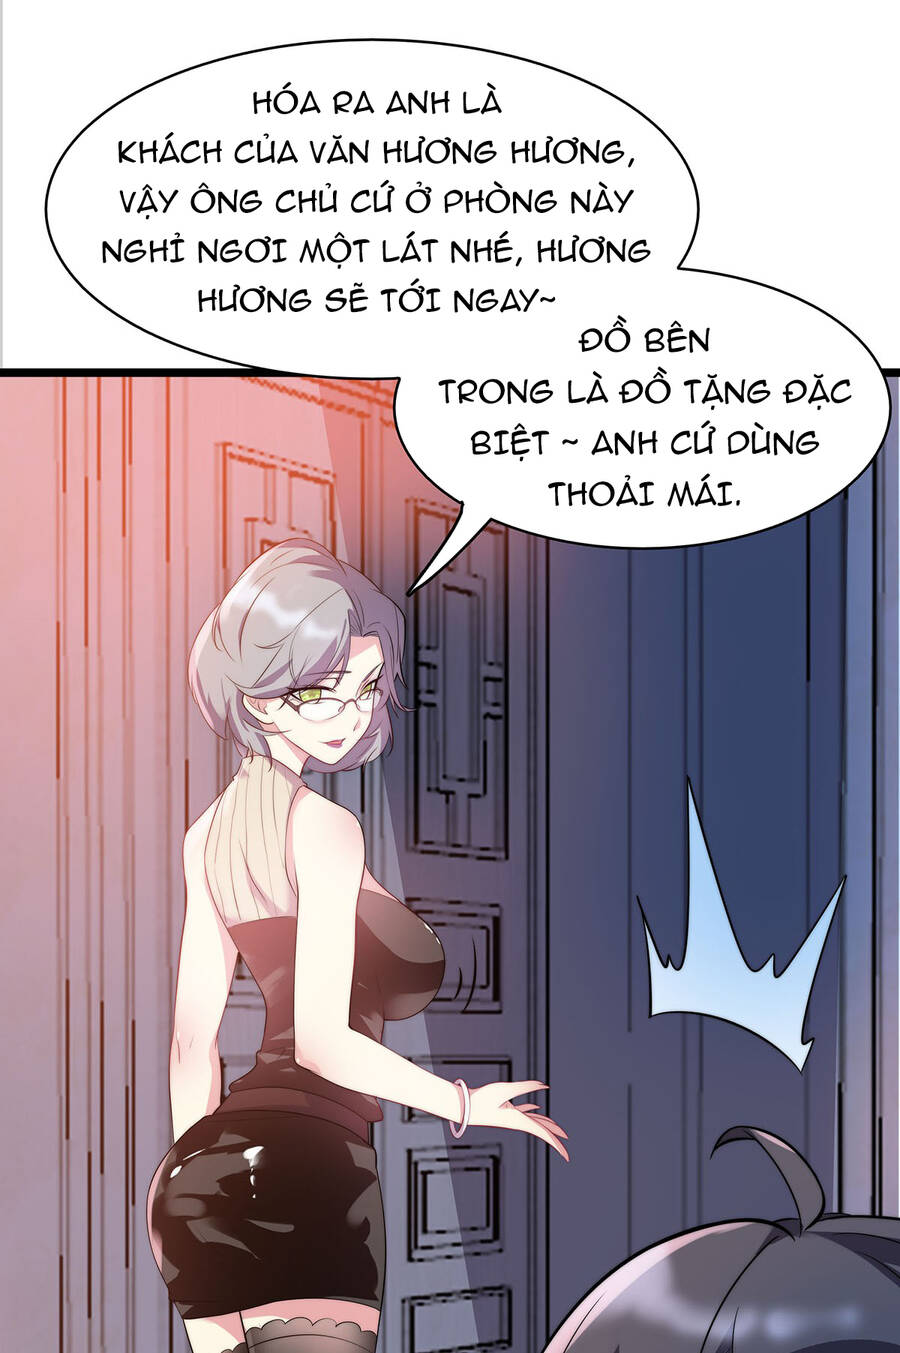 HÓA RA ANH LÀ
KHÁCH CỦA VĂN HƯƠNG HƯƠNG,
VẬY ÔNG CHỦ CỨ Ở PHÒNG NÀY
NGHỈ NGƠI MỘT LÁT NHÉ, HƯƠNG
HƯƠNG SẼ TỚI NGAY~
ĐỒ BÊN
TRONG LÀ ĐỒ TẶNG ĐẶC
BIỆT ~ ANH CỨ DÙNG
THOẢI MÁI.